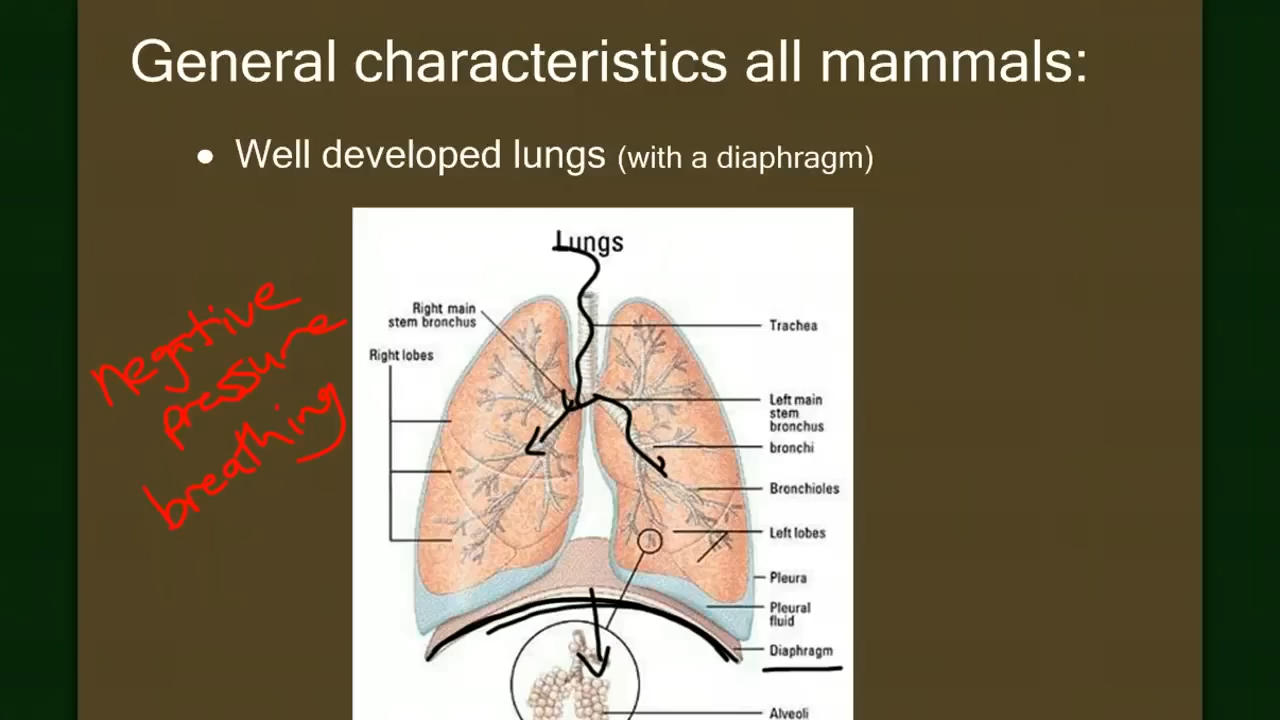 General characteristics all mammals:
● Well developed lungs (with a diaphragm)
Lungs
Right main
stem bronchus
Trachea
Right lobes
Left main
stem
bronchus
bronchi
Bronchioles
Left lobes
Pleura
Pleural
fluid
Diaphragm
Alveoli
negative
pressure
breathing